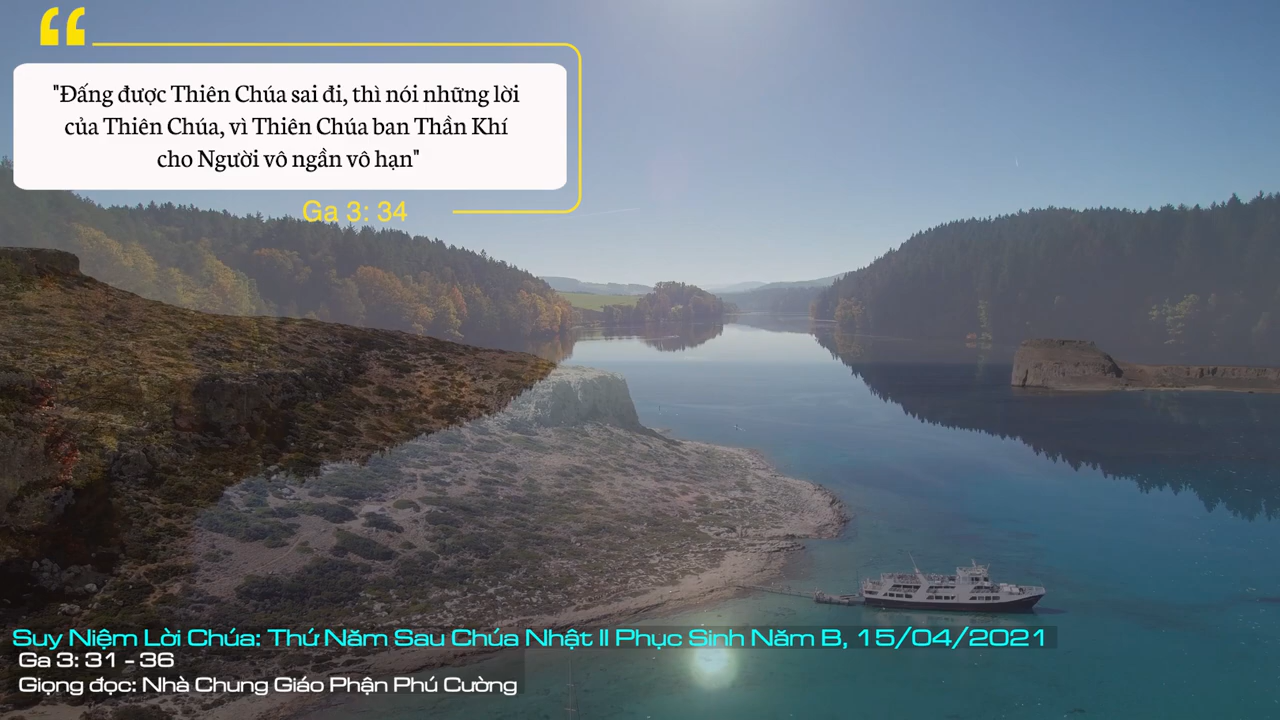 "Đấng được Thiên Chúa sai đi, thì nói những lời
của Thiên Chúa, vì Thiên Chúa ban Thần Khí
cho Người vô ngần vô hạn"
Ga 3: 34
Suy Niệm Lời Chúa: Thứ Năm Sau Chúa Nhật II Phục Sinh Năm B, 15/04/2021
Ga 3: 31 - 36
Giọng đọc: Nhà Chung Giáo Phận Phú Cường